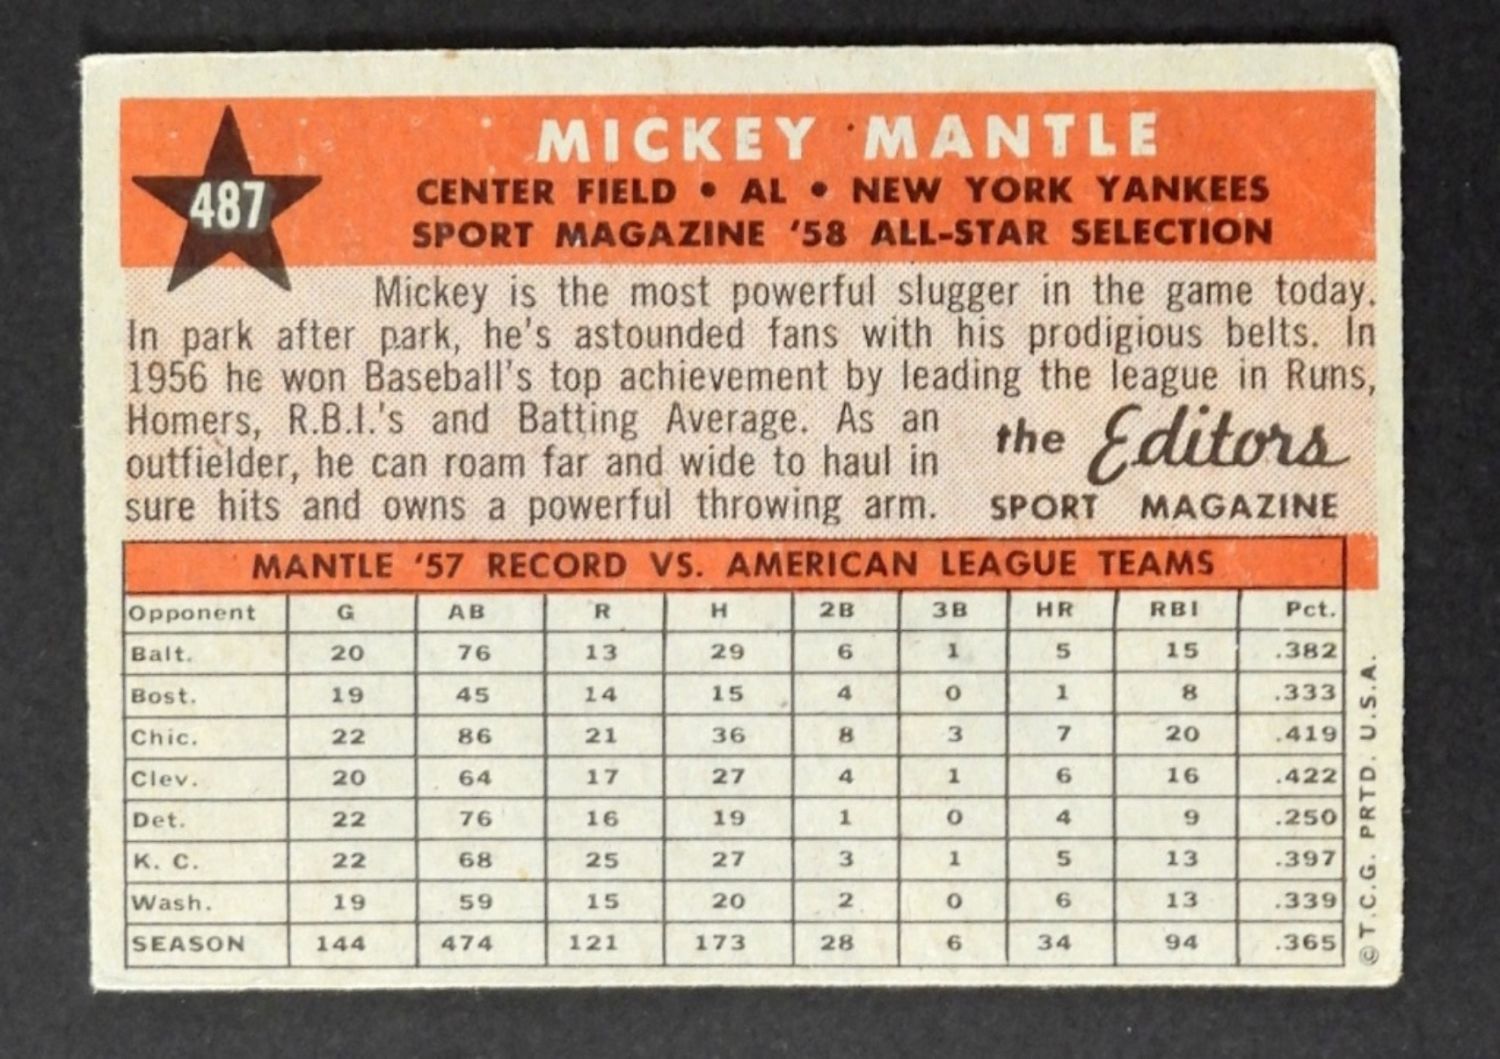 487
MICKEY MANTLE
CENTER FIELD • AL • NEW YORK YANKEES
SPORT MAGAZINE '58 ALL-STAR SELECTION
Mickey is the most powerful slugger in the game today.
In park after park, he's astounded fans with his prodigious belts. In
1956 he won Baseball's top achievement by leading the league in Runs,
Homers, R.B.I.'s and Batting Average. As an
outfielder, he can roam far and wide to haul in
sure hits and owns a powerful throwing arm.
the Editors
SPORT MAGAZINE
MANTLE '57 RECORD VS. AMERICAN LEAGUE TEAMS
Opponent G AB R H 2B 3B HR RBI Pct.
Balt. 20 76 13 29 6 1 5 15 .382
Bost. 19 45 14 15 4 0 1 8 .333
Chic. 22 86 21 36 8 3 7 20 .419
Clev. 20 64 17 27 4 1 6 16 .422
Det. 22 76 16 19 1 0 4 9 .250
K. C. 22 68 25 27 3 1 5 13 .397
Wash. 19 59 15 20 2 0 6 13 .339
SEASON 144 474 121 173 28 6 34 94 .365
© T.C.G. PRTD. U.S.A.